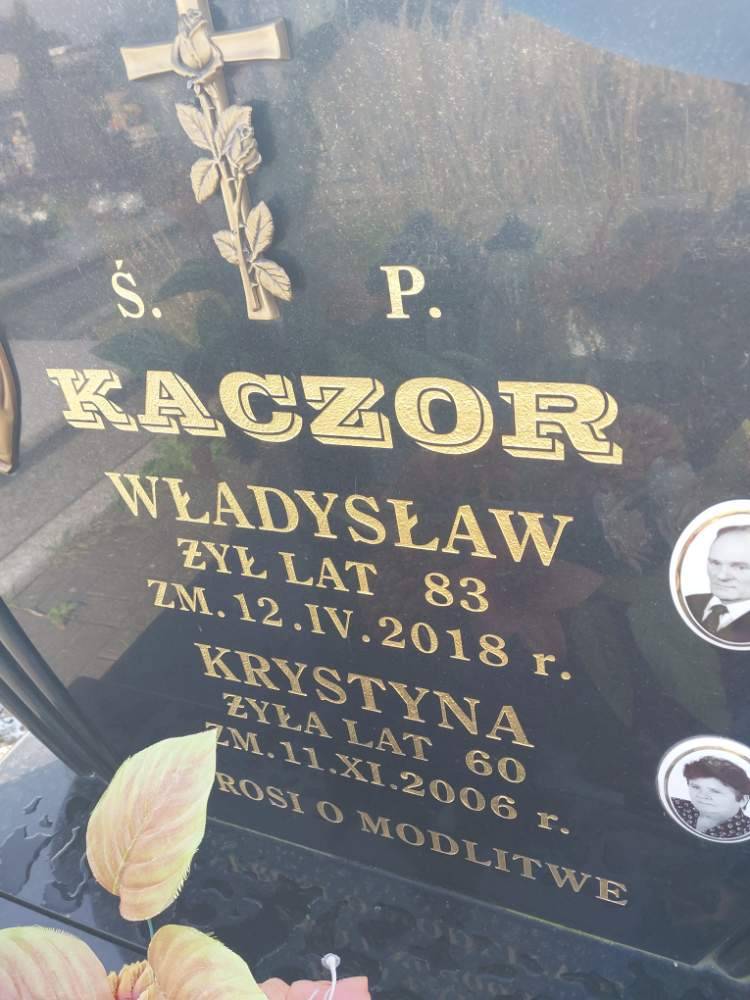 Ś. P.
KACZOR
WŁADYSŁAW
ŻYŁ LAT 83
ZM. 12. IV. 2018 r.
KRYSTYNA
ŻYŁA LAT 60
ZM. 11. XI. 2006 r.
ROSI O MODLITWE